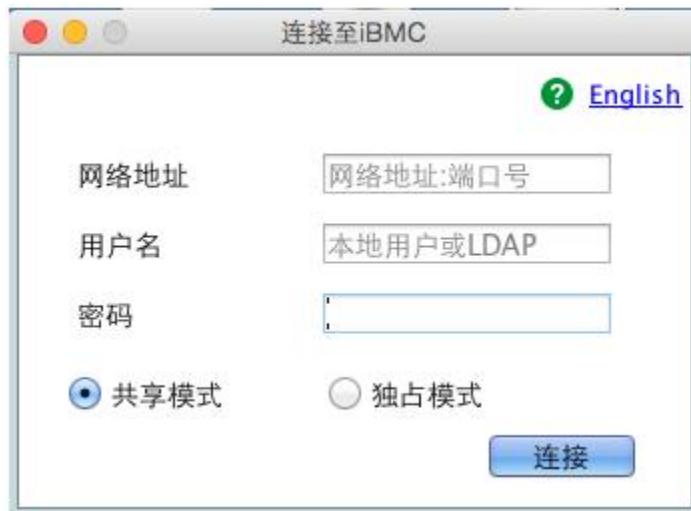 连接至iBMC
? English
网络地址 网络地址:端口号
用户名 本地用户或LDAP
密码
共享模式 独占模式
连接